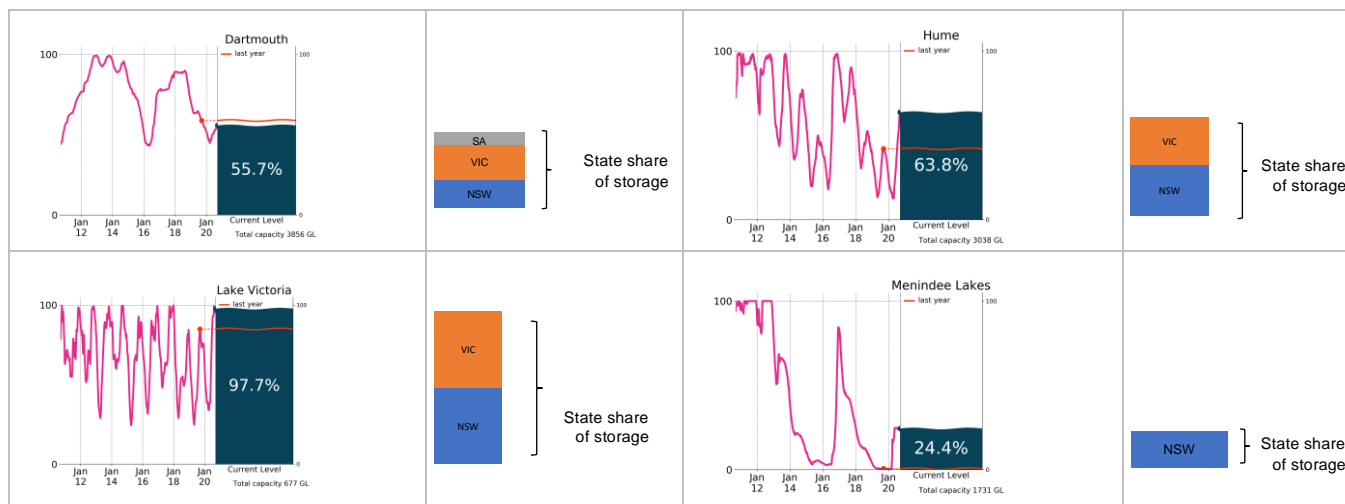 Dartmouth
last year
100
100
55.7%
0
0
Jan
12
Jan
14
Jan
16
Jan
18
Jan
20
Current Level
Total capacity 3856 GL
SA
VIC
NSW
State share
of storage
Hume
last year
100
100
63.8%
0
0
Jan
12
Jan
14
Jan
16
Jan
18
Jan
20
Current Level
Total capacity 3038 GL
VIC
NSW
State share
of storage
Lake Victoria
last year
100
100
97.7%
0
0
Jan
12
Jan
14
Jan
16
Jan
18
Jan
20
Current Level
Total capacity 677 GL
VIC
NSW
State share
of storage
Menindee Lakes
last year
100
100
24.4%
0
0
Jan
12
Jan
14
Jan
16
Jan
18
Jan
20
Current Level
Total capacity 1731 GL
NSW
State share
of storage